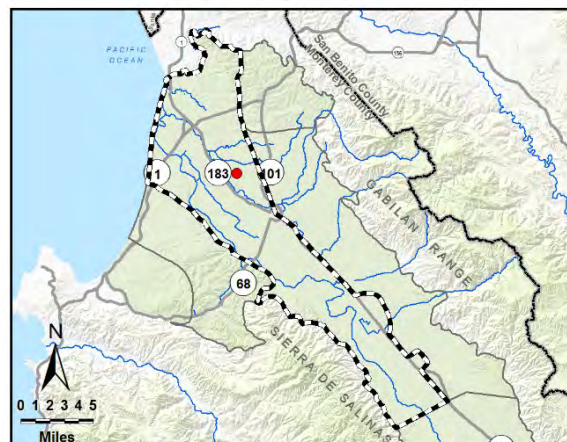 1
PACIFIC
OCEAN
San Benito County
Monterey County
156
183
1
01
GABILAN RANGE
68
SIERRA DE SALINAS
N
0 1 2 3 4 5
Miles